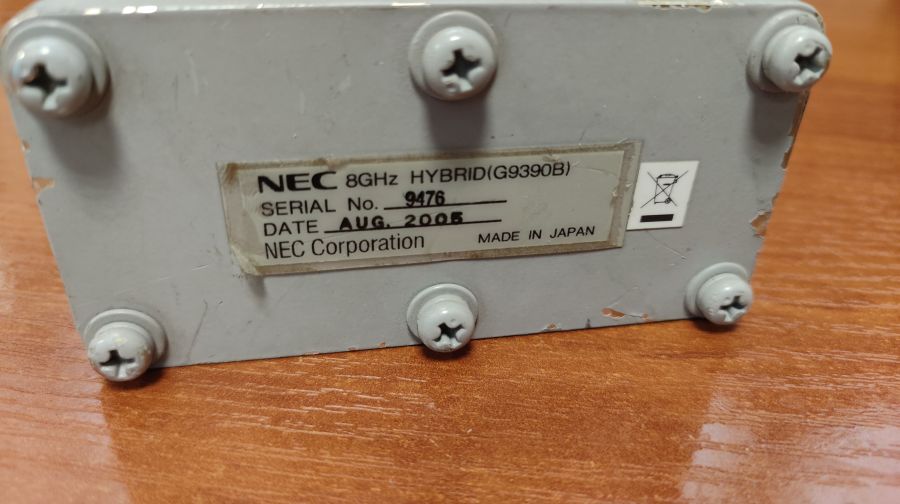 NEC 8GHz HYBRID(G9390B)
SERIAL No. 9476
DATE AUG. 2005
NEC Corporation MADE IN JAPAN